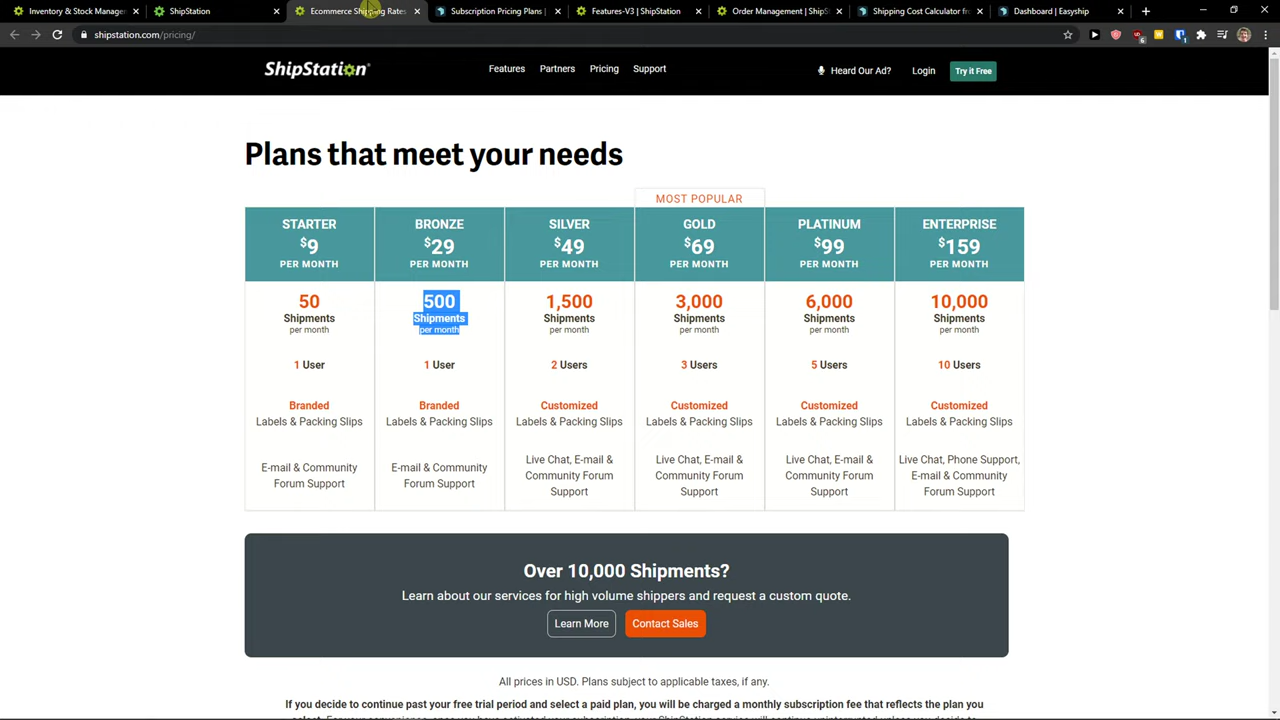 Inventory & Stock Manage
ShipStation
Ecommerce Shipping Rates
Subscription Pricing Plans |
Features-V3 | ShipStation
Order Management | ShipSt
Shipping Cost Calculator fr
Dashboard | Easyship
shipstation.com/pricing/
ShipStation
Features
Partners
Pricing
Support
Heard Our Ad?
Login
Try it Free
Plans that meet your needs
MOST POPULAR
STARTER
$9
PER MONTH
50
Shipments
per month
1 User
Branded
Labels & Packing Slips
E-mail & Community
Forum Support
BRONZE
$29
PER MONTH
500
Shipments
per month
1 User
Branded
Labels & Packing Slips
E-mail & Community
Forum Support
SILVER
$49
PER MONTH
1,500
Shipments
per month
2 Users
Customized
Labels & Packing Slips
Live Chat, E-mail &
Community Forum
Support
GOLD
$69
PER MONTH
3,000
Shipments
per month
3 Users
Customized
Labels & Packing Slips
Live Chat, E-mail &
Community Forum
Support
PLATINUM
$99
PER MONTH
6,000
Shipments
per month
5 Users
Customized
Labels & Packing Slips
Live Chat, E-mail &
Community Forum
Support
ENTERPRISE
$159
PER MONTH
10,000
Shipments
per month
10 Users
Customized
Labels & Packing Slips
Live Chat, Phone Support,
E-mail & Community
Forum Support
Over 10,000 Shipments?
Learn about our services for high volume shippers and request a custom quote.
Learn More
Contact Sales
All prices in USD. Plans subject to applicable taxes, if any.
If you decide to continue past your free trial period and select a paid plan, you will be charged a monthly subscription fee that reflects the plan you